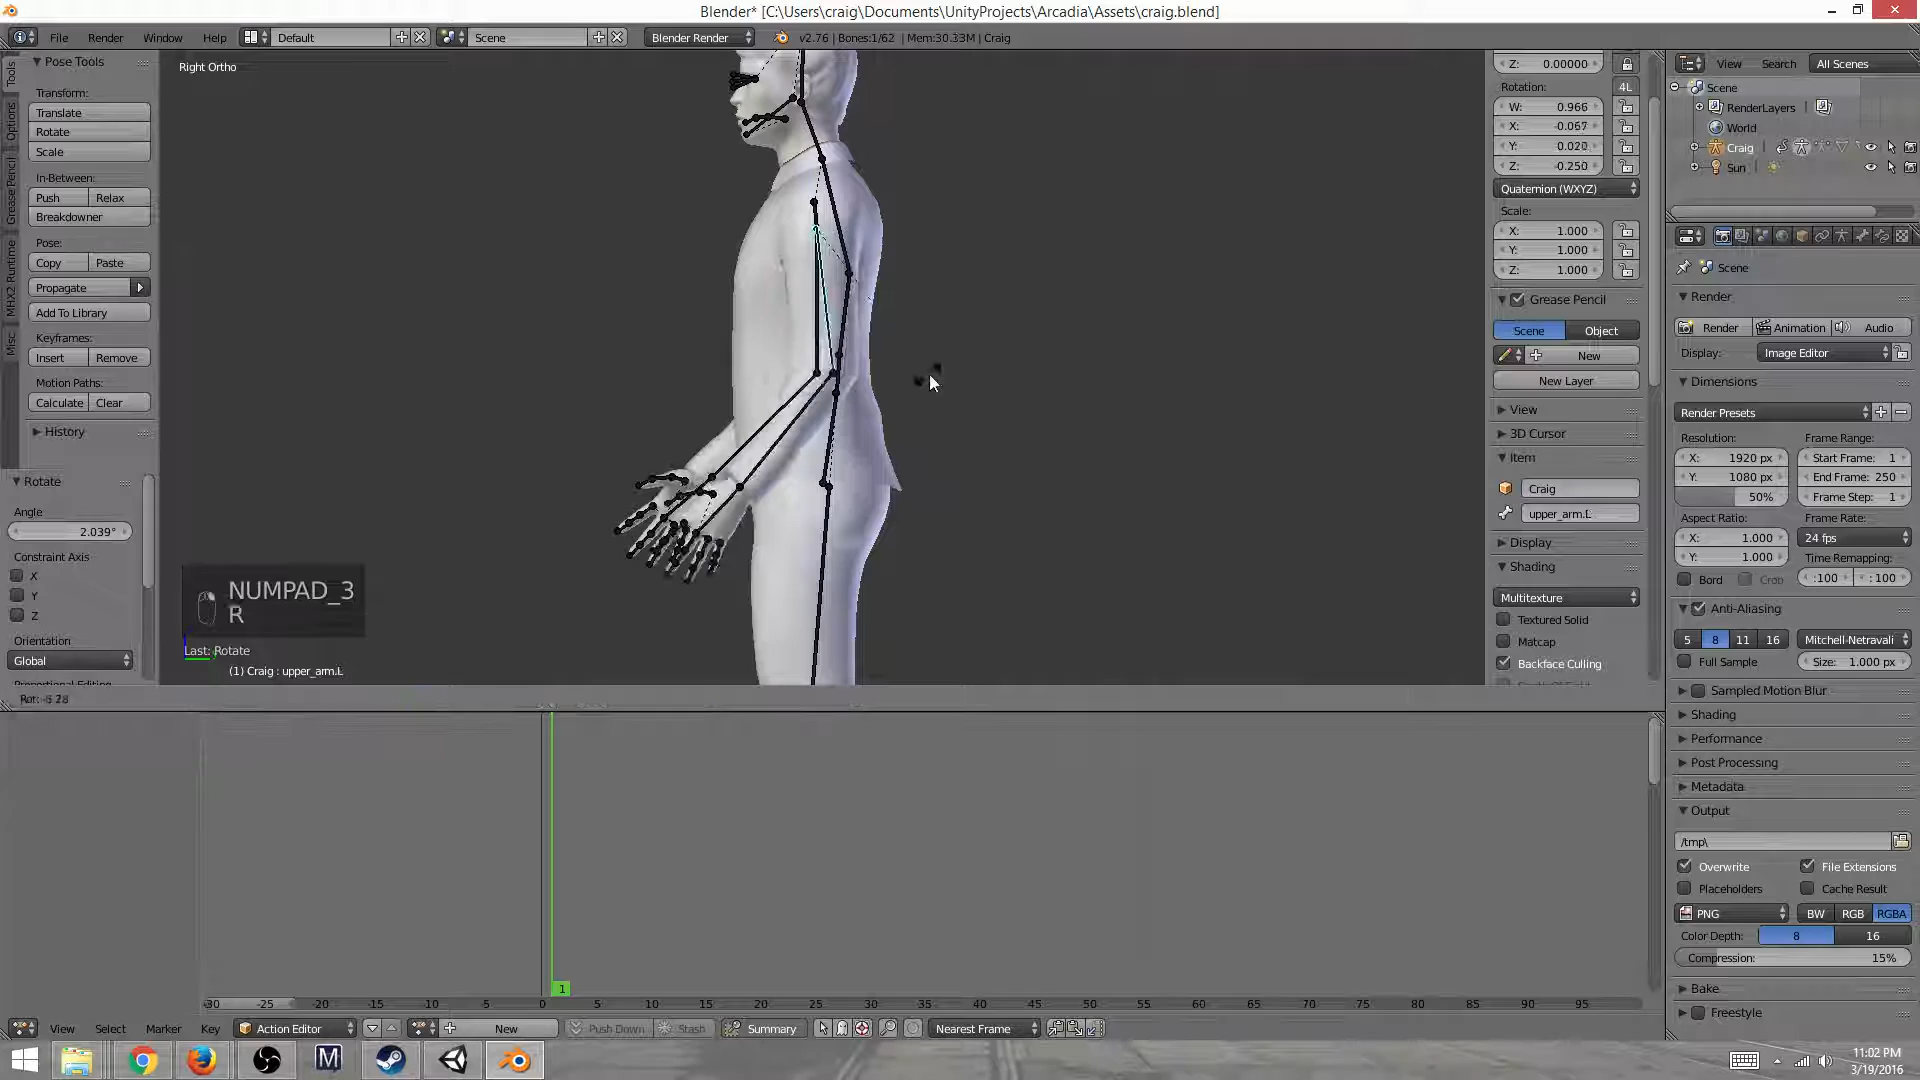 Blender* [C:\Users\craig\Documents\UnityProjects\Arcadia\Assets\craig.blend]
File Render Window Help Default Scene Blender Render v2.76 | Bones:1/62 | Mem:30.33M | Craig
Tools
Options
Grease Pencil
MHX2 Runtime
Misc
Pose Tools
Transform:
Translate
Rotate
Scale
In-Between:
Push Relax
Breakdowner
Pose:
Copy Paste
Propagate
Add To Library
Keyframes:
Insert Remove
Motion Paths:
Calculate Clear
History
Rotate
Angle
2.039°
Constraint Axis
X
Y
Z
Orientation
Global
Right Ortho
NUMPAD_3
R
Last: Rotate
(1) Craig : upper_arm.L
Z: 0.00000
Rotation: 4L
W: 0.966
X: -0.067
Y: 0.020
Z: -0.250
Quaternion (WXYZ)
Scale:
X: 1.000
Y: 1.000
Z: 1.000
Grease Pencil
Scene Object
New
New Layer
View
3D Cursor
Item
Craig
upper_arm.L
Display
Shading
Multitexture
Textured Solid
Matcap
Backface Culling
View Search All Scenes
Scene
RenderLayers
World
Craig
Sun
Scene
Render
Render Animation Audio
Display: Image Editor
Dimensions
Render Presets
Resolution: Frame Range:
X: 1920 px Start Frame: 1
Y: 1080 px End Frame: 250
50% Frame Step: 1
Aspect Ratio: Frame Rate:
X: 1.000 24 fps
Y: 1.000 Time Remapping:
Bord Crop :100 :100
Anti-Aliasing
5 8 11 16 Mitchell-Netravali
Full Sample Size: 1.000 px
Sampled Motion Blur
Shading
Performance
Post Processing
Metadata
Output
/tmp\
Overwrite File Extensions
Placeholders Cache Result
PNG BW RGB RGBA
Color Depth: 8 16
Compression: 15%
Bake
Freestyle
1
-30 -25 -20 -15 -10 -5 0 5 10 15 20 25 30 35 40 45 50 55 60 65 70 75 80 85 90 95
View Select Marker Key Action Editor New Push Down Stash Summary Nearest Frame
11:02 PM
3/19/2016